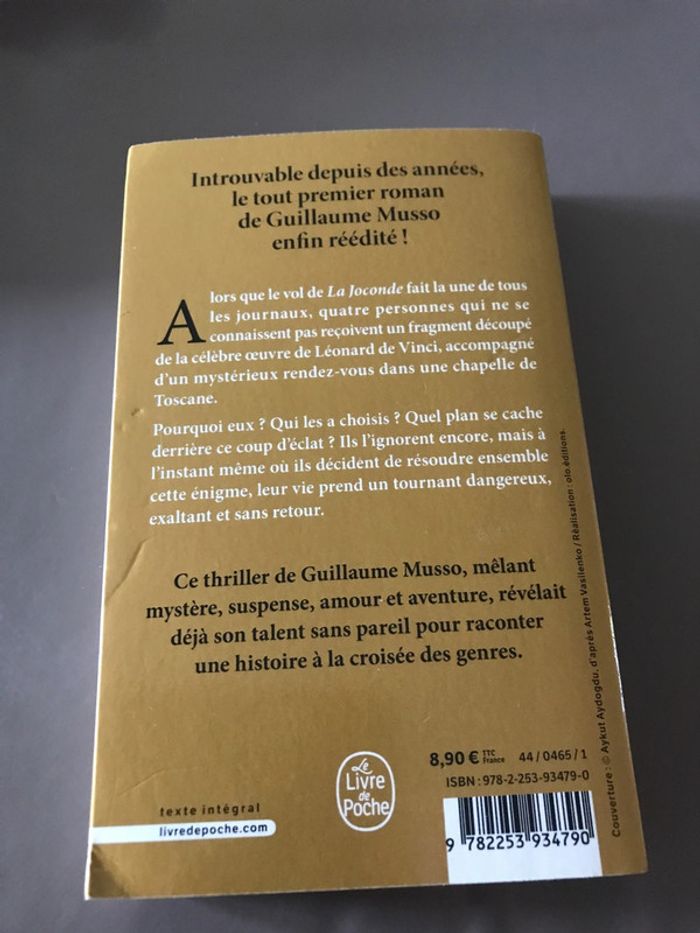 Introuvable depuis des années,
le tout premier roman
de Guillaume Musso
enfin réédité !
Alors que le vol de La Joconde fait la une de tous
les journaux, quatre personnes qui ne se
connaissent pas reçoivent un fragment découpé
de la célèbre œuvre de Léonard de Vinci, accompagné
d'un mystérieux rendez-vous dans une chapelle de
Toscane.
Pourquoi eux ? Qui les a choisis ? Quel plan se cache
derrière ce coup d'éclat ? Ils l'ignorent encore, mais à
l'instant même où ils décident de résoudre ensemble
cette énigme, leur vie prend un tournant dangereux,
exaltant et sans retour.
Ce thriller de Guillaume Musso, mêlant
mystère, suspense, amour et aventure, révélait
déjà son talent sans pareil pour raconter
une histoire à la croisée des genres.
texte intégral
livredepoche.com
Le
Livre
de
Poche
8,90 € TTC France 44 / 0465 / 1
ISBN : 978-2-253-93479-0
9 782253 934790
Couverture : © Aykut Aydogdu, d'après Artem Vasilenko / Réalisation : olo.éditions.